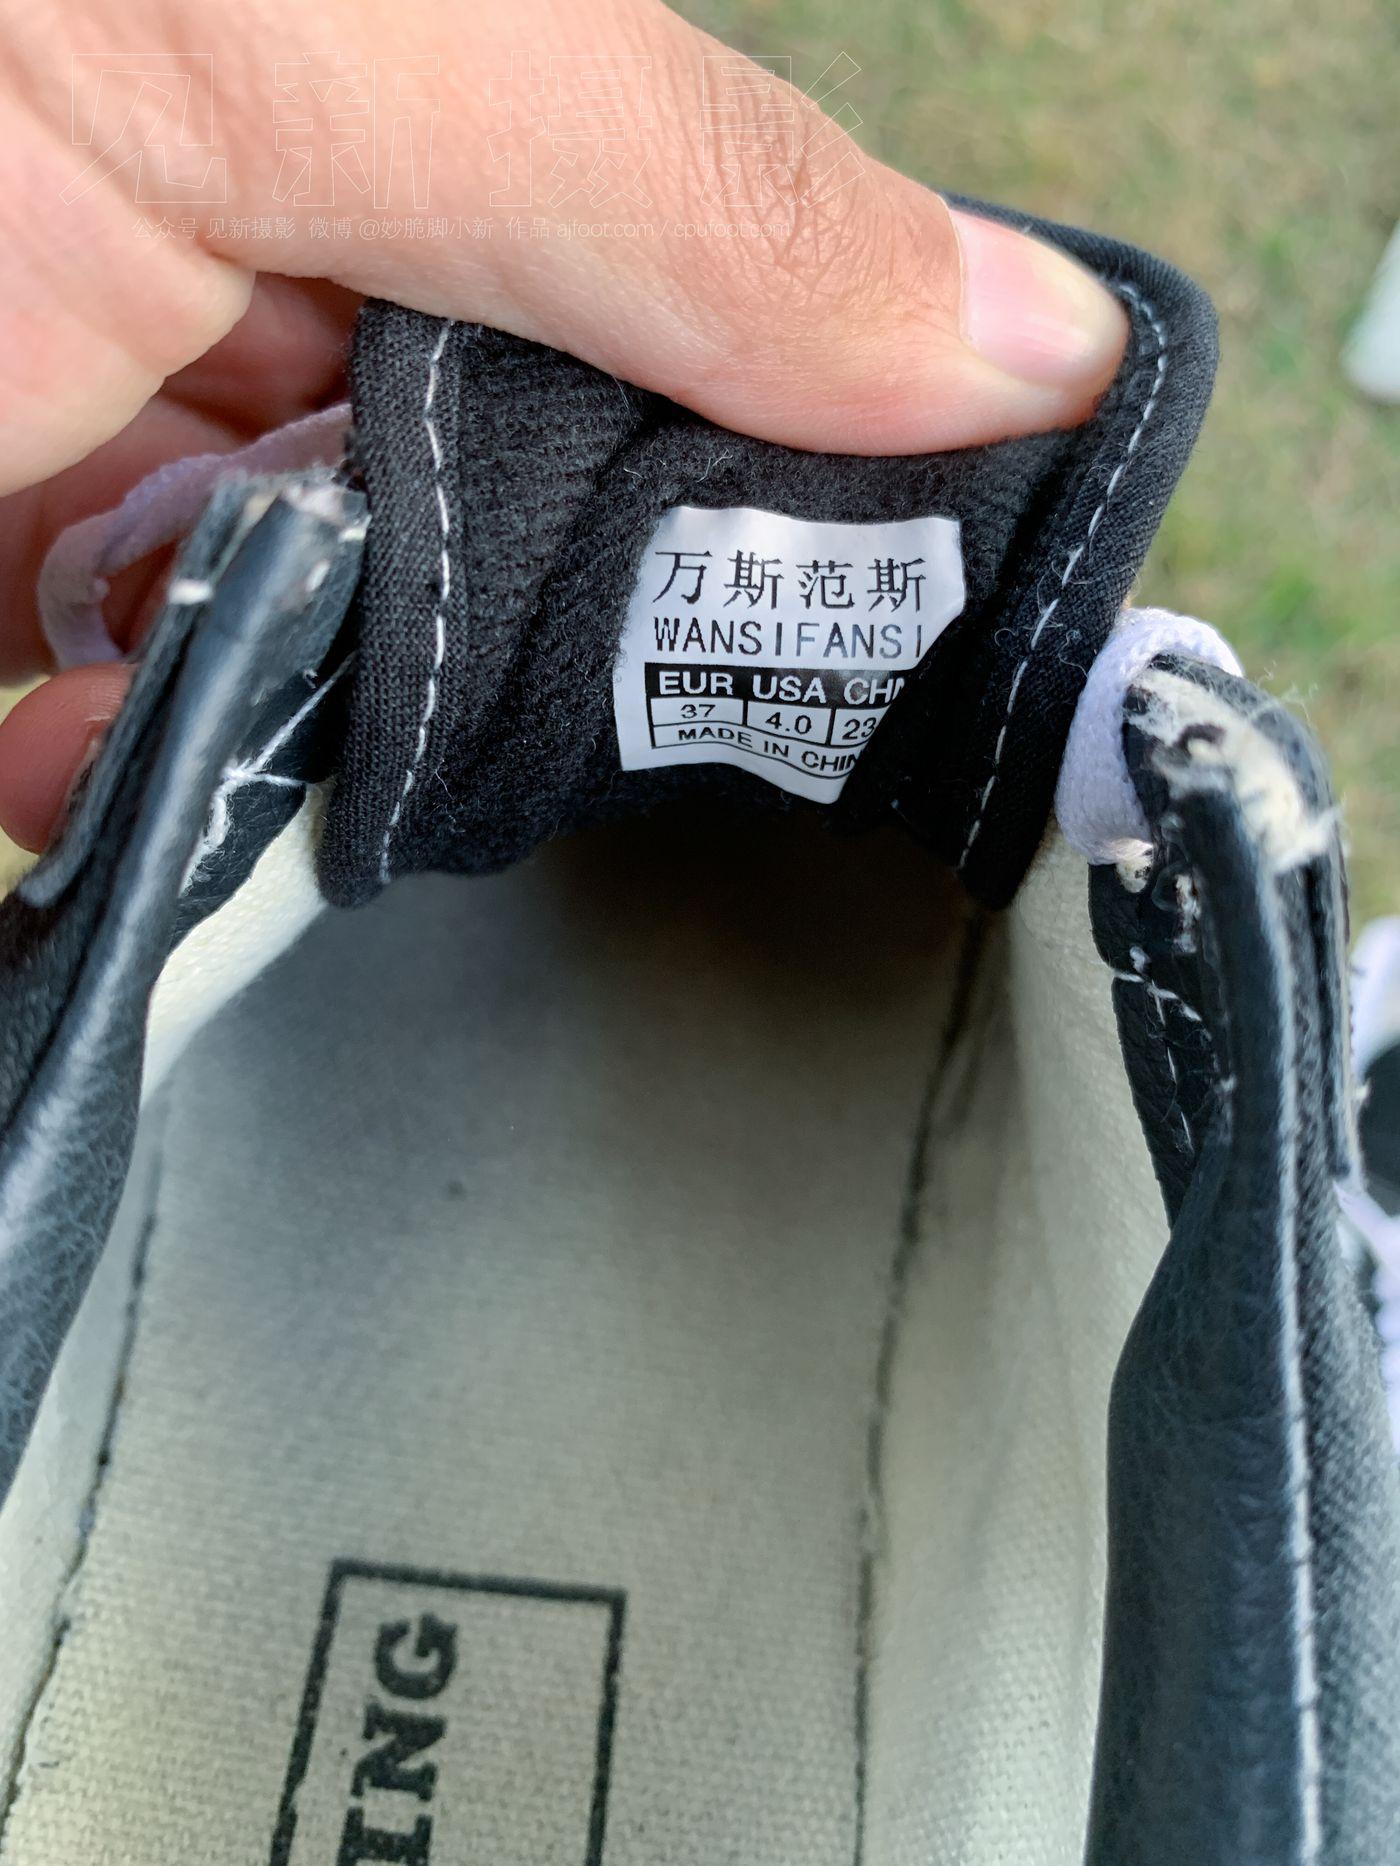 见新摄影
公众号 见新摄影 微博 @妙脆脚小新 作品 ajfoot.com / cpufoot.com
万斯范斯
WANSIFANSI
EUR USA CHN
37 4.0 23
MADE IN CHIN
ING